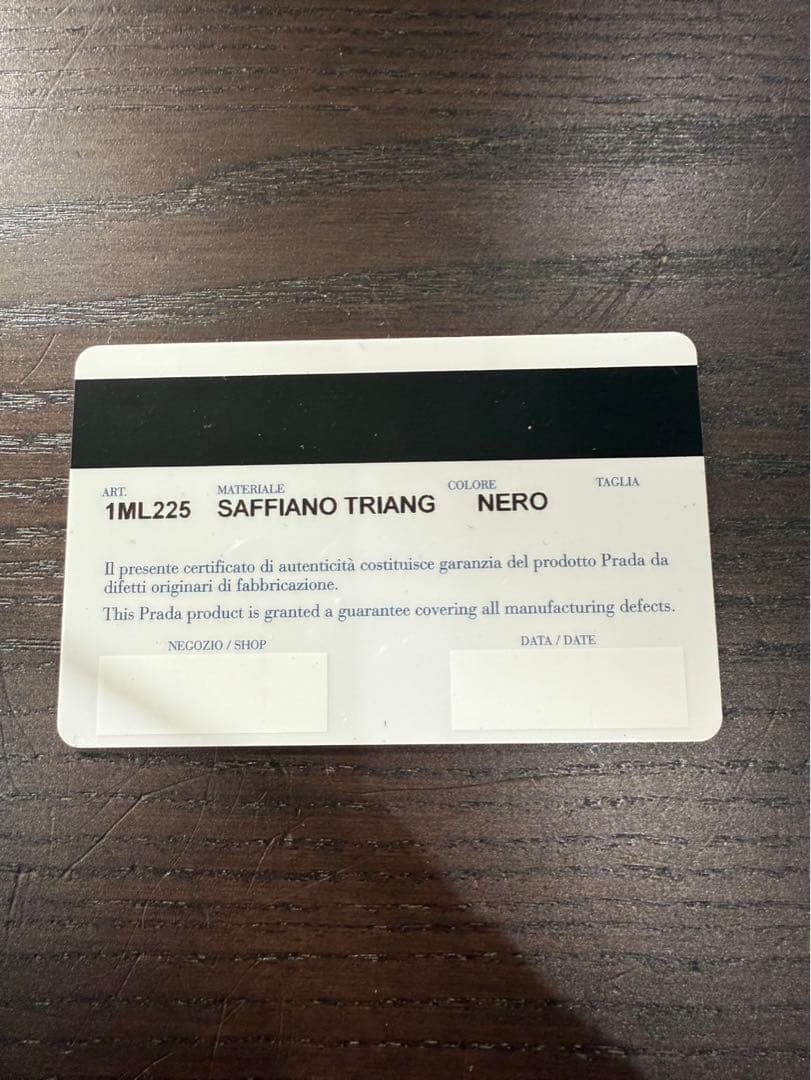 ART. MATERIALE COLORE TAGLIA
1ML225 SAFFIANO TRIANG NERO
Il presente certificato di autenticità costituisce garanzia del prodotto Prada da
difetti originari di fabbricazione.
This Prada product is granted a guarantee covering all manufacturing defects.
NEGOZIO / SHOP DATA / DATE